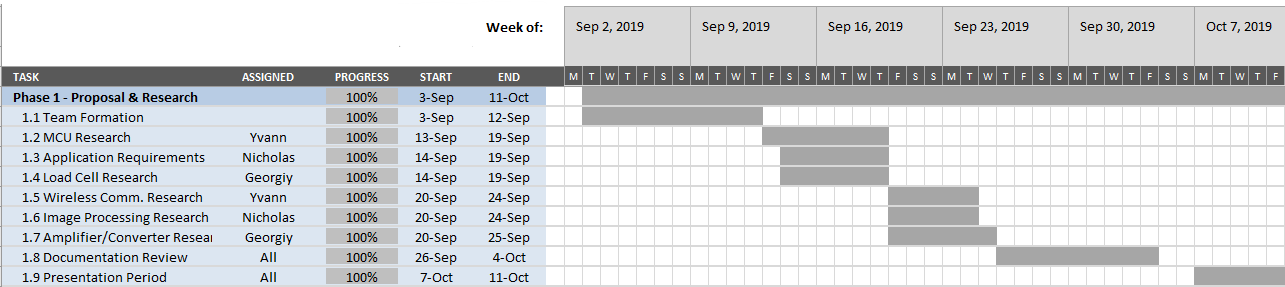 Week of: Sep 2, 2019 Sep 9, 2019 Sep 16, 2019 Sep 23, 2019 Sep 30, 2019 Oct 7, 2019
TASK ASSIGNED PROGRESS START END M T W T F S S M T W T F S S M T W T F S S M T W T F S S M T W T F S S M T W T F
Phase 1 - Proposal & Research 100% 3-Sep 11-Oct
1.1 Team Formation 100% 3-Sep 12-Sep
1.2 MCU Research Yvann 100% 13-Sep 19-Sep
1.3 Application Requirements Nicholas 100% 14-Sep 19-Sep
1.4 Load Cell Research Georgiy 100% 14-Sep 19-Sep
1.5 Wireless Comm. Research Yvann 100% 20-Sep 24-Sep
1.6 Image Processing Research Nicholas 100% 20-Sep 24-Sep
1.7 Amplifier/Converter Resear Georgiy 100% 20-Sep 25-Sep
1.8 Documentation Review All 100% 26-Sep 4-Oct
1.9 Presentation Period All 100% 7-Oct 11-Oct